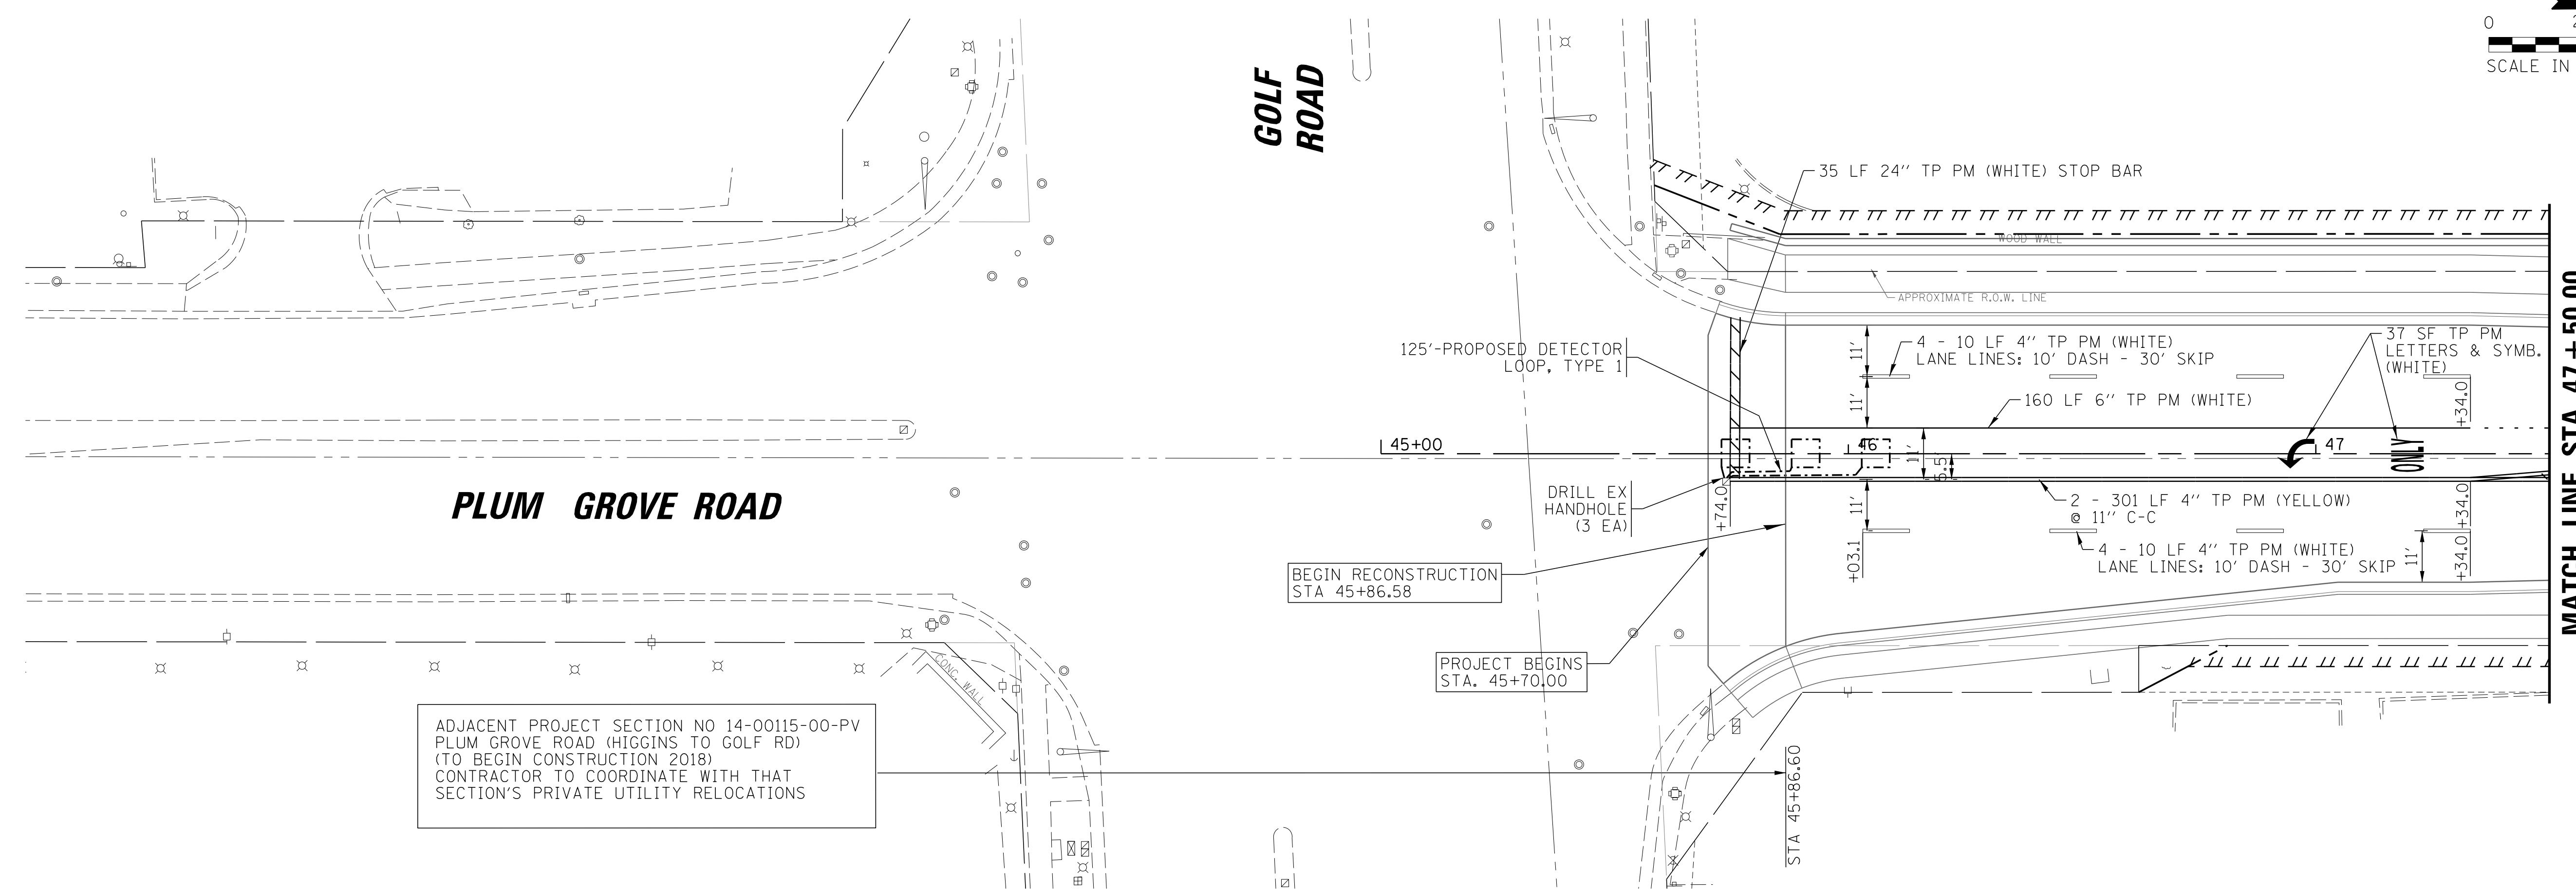 0
SCALE IN
GOLF
ROAD
35 LF 24'' TP PM (WHITE) STOP BAR
WOOD WALL
APPROXIMATE R.O.W. LINE
125'-PROPOSED DETECTOR
LOOP, TYPE 1
11'
4 - 10 LF 4'' TP PM (WHITE)
LANE LINES: 10' DASH - 30' SKIP
37 SF TP PM
LETTERS & SYMB.
(WHITE)
11'
160 LF 6'' TP PM (WHITE)
+34.0
45+00
46
47
ONLY
11'
5.5'
PLUM GROVE ROAD
DRILL EX
HANDHOLE
(3 EA)
+74.0
11'
2 - 301 LF 4'' TP PM (YELLOW)
@ 11'' C-C
+34.0
+03.1
4 - 10 LF 4'' TP PM (WHITE)
LANE LINES: 10' DASH - 30' SKIP
11'
+34.0
BEGIN RECONSTRUCTION
STA 45+86.58
PROJECT BEGINS
STA. 45+70.00
CONC. WALL
ADJACENT PROJECT SECTION NO 14-00115-00-PV
PLUM GROVE ROAD (HIGGINS TO GOLF RD)
(TO BEGIN CONSTRUCTION 2018)
CONTRACTOR TO COORDINATE WITH THAT
SECTION'S PRIVATE UTILITY RELOCATIONS
STA 45+86.60
MATCH LINE STA 47+50.00